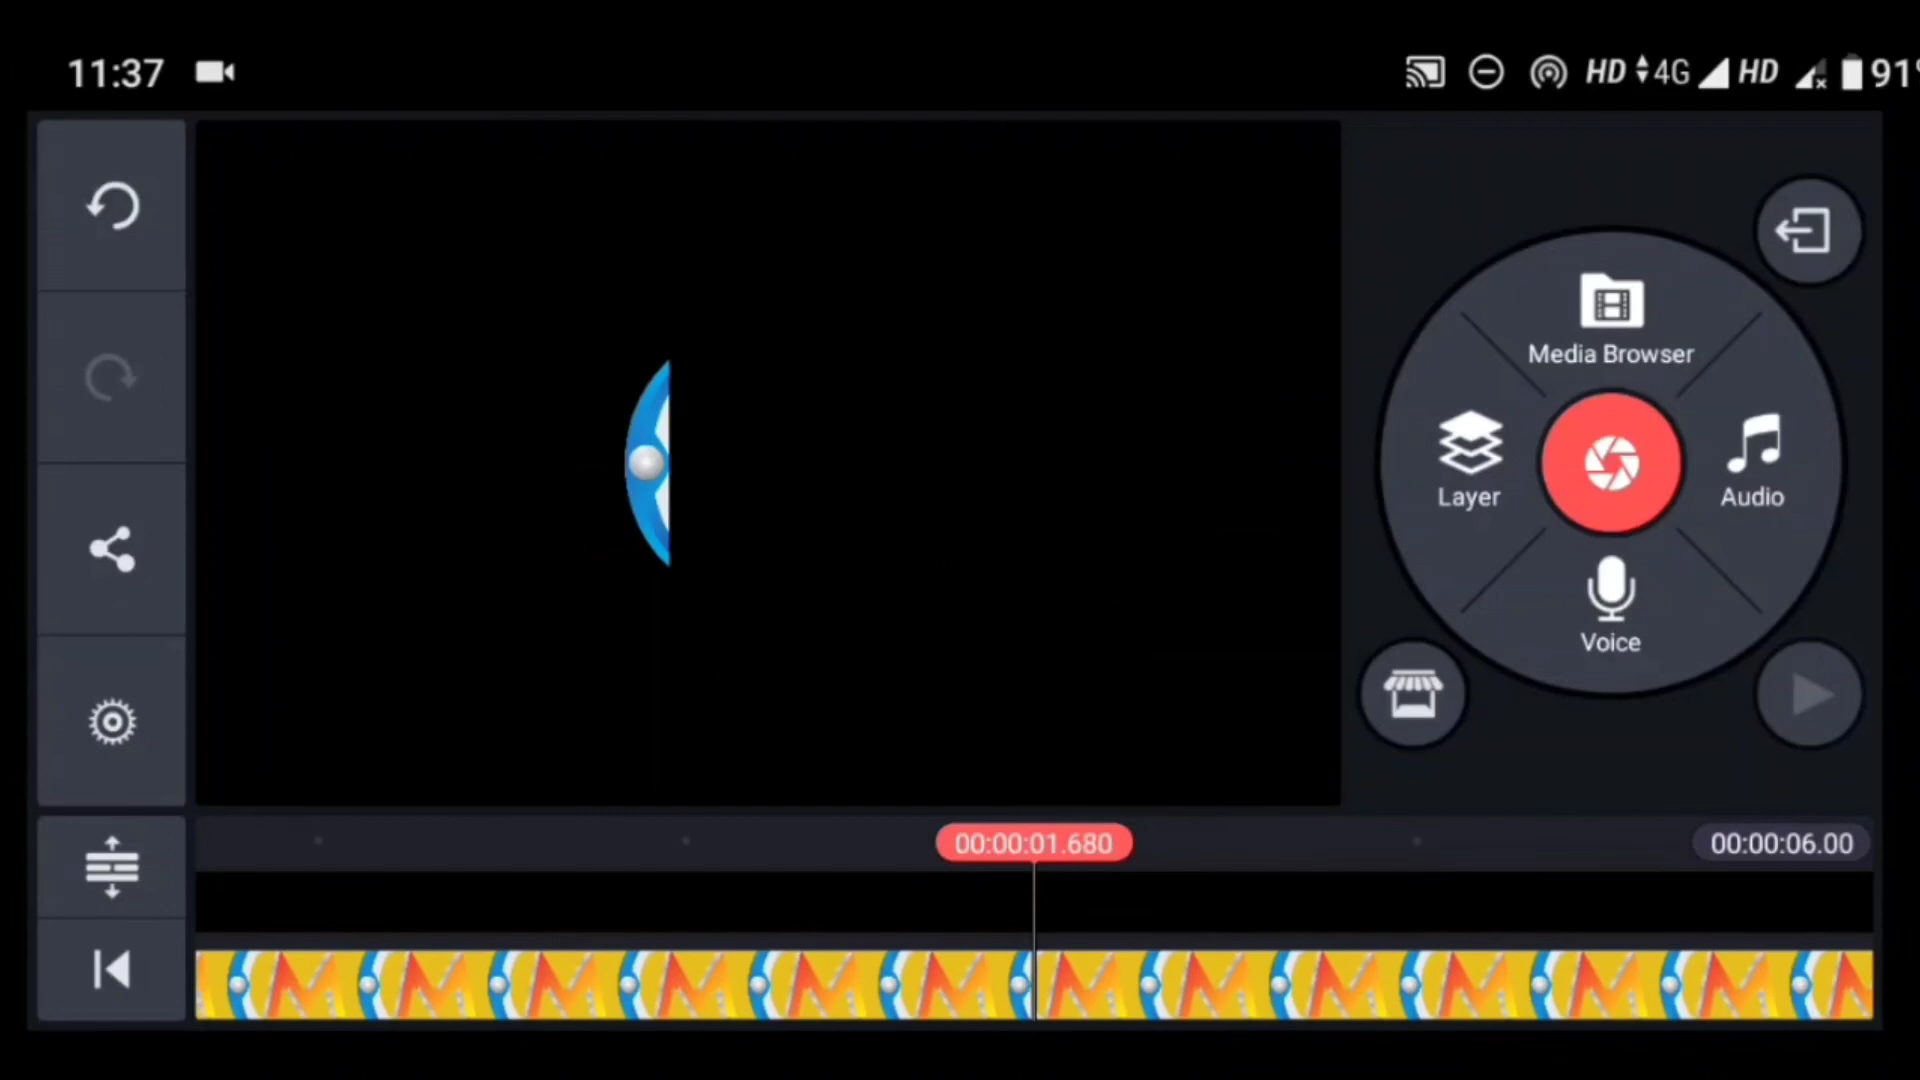 11:37
HD 4G HD 91%
Media Browser
Layer
Audio
Voice
00:00:01.680
00:00:06.00
M M M M M M M M M M M M M